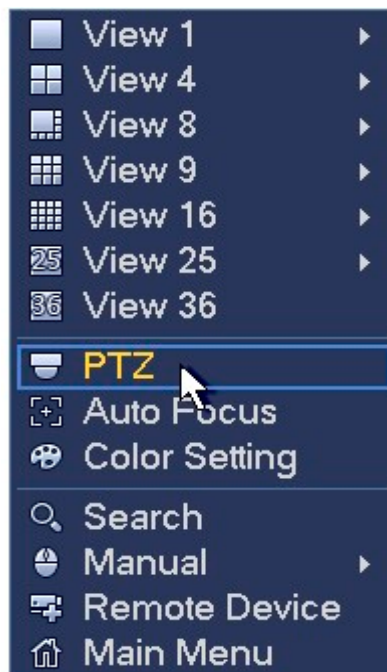 View 1
View 4
View 8
View 9
View 16
25 View 25
36 View 36
PTZ
Auto Focus
Color Setting
Search
Manual
Remote Device
Main Menu